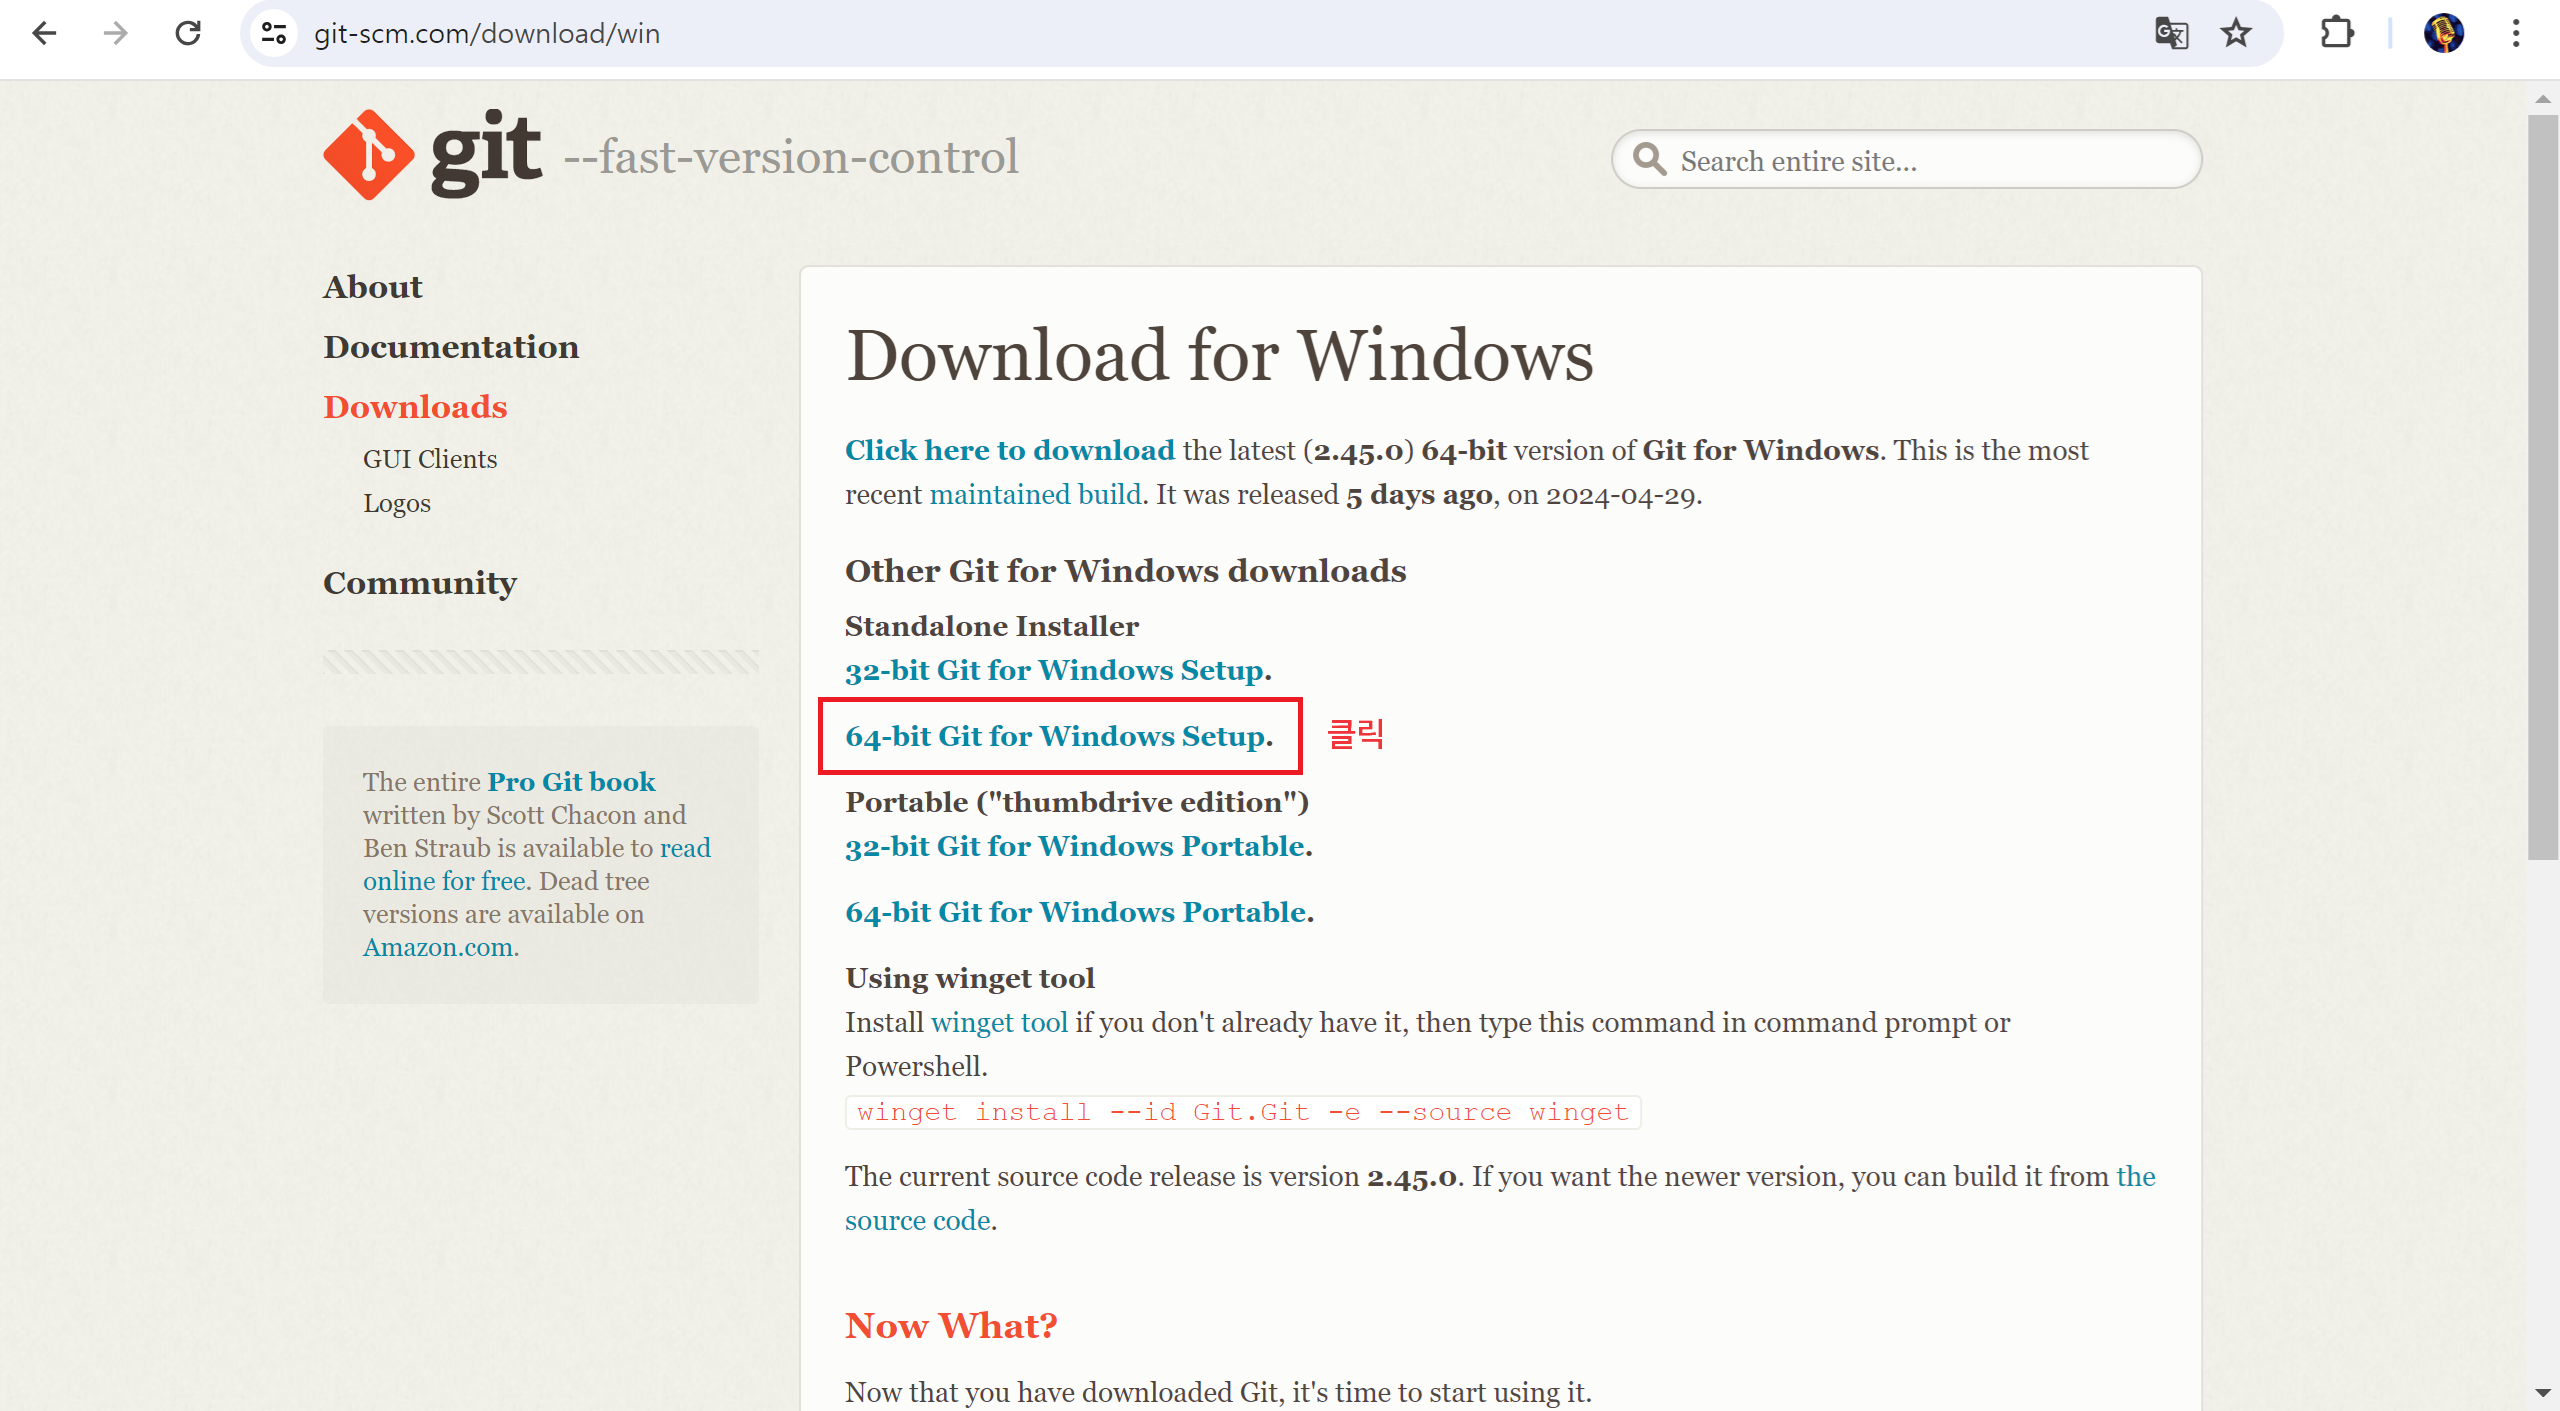 git-scm.com/download/win
git --fast-version-control
Search entire site...
About
Documentation
Downloads
GUI Clients
Logos
Community
The entire Pro Git book
written by Scott Chacon and
Ben Straub is available to read
online for free. Dead tree
versions are available on
Amazon.com.
Download for Windows
Click here to download the latest (2.45.0) 64-bit version of Git for Windows. This is the most
recent maintained build. It was released 5 days ago, on 2024-04-29.
Other Git for Windows downloads
Standalone Installer
32-bit Git for Windows Setup.
64-bit Git for Windows Setup. 클릭
Portable ("thumbdrive edition")
32-bit Git for Windows Portable.
64-bit Git for Windows Portable.
Using winget tool
Install winget tool if you don't already have it, then type this command in command prompt or
Powershell.
winget install --id Git.Git -e --source winget
The current source code release is version 2.45.0. If you want the newer version, you can build it from the
source code.
Now What?
Now that you have downloaded Git, it's time to start using it.